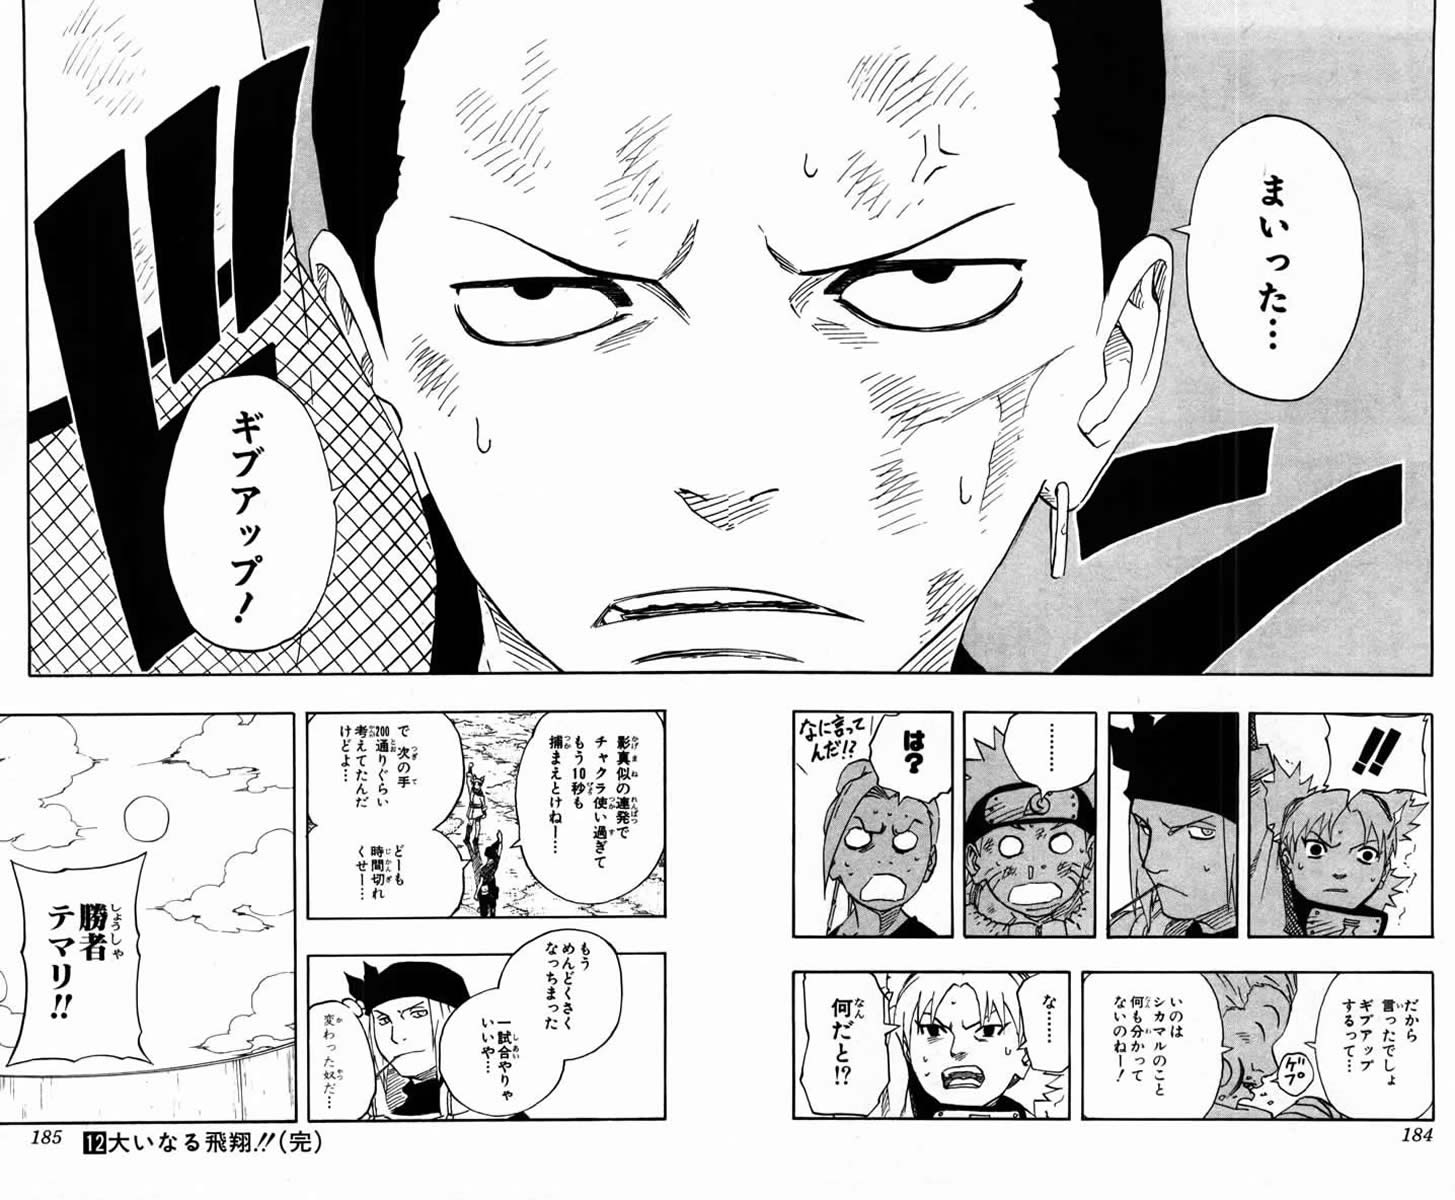 まいった…
ギブアップ！
ドン
!!
………
は？
なに言って
んだ!?
だから
言ったでしょ
ギブアップ
するって…
ゲプ
いのは
シカマルのこと
何も分かって
ないのねー！
な……
何だと!?
影真似の連発で
チャクラ使い過ぎて
もう10秒も
捕まえとけねー…
で 次の手
200通りぐらい
考えてたんだ
けどよ…
どーも
時間切れ
くせー…
もう
めんどくさく
なっちまった
一試合やりゃ
いいや…
変わった奴だ…
勝者
テマリ!!
184
185
12大いなる飛翔!!(完)